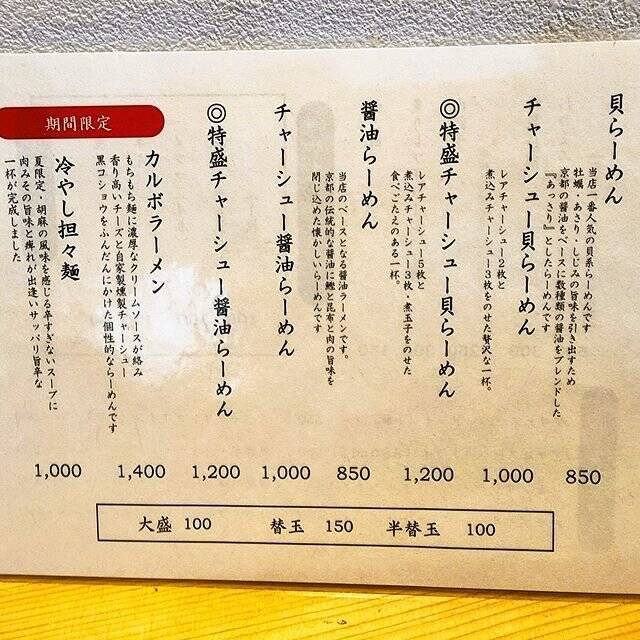 貝らーめん
当店一番人気の貝系らーめんです
牡蠣・あさり・しじみの旨味を引き出すため
京都の醤油をベースに数種類の醤油をブレンドした
『あっさり』としたらーめんです
850
チャーシュー貝らーめん
レアチャーシュー2枚と
煮込みチャーシュー3枚をのせた贅沢な一杯。
1,000
◎特盛チャーシュー貝らーめん
レアチャーシュー5枚と
煮込みチャーシュー3枚・煮玉子をのせた
食べごたえのある一杯。
1,200
醤油らーめん
当店のベースとなる醤油ラーメンです。
京都の伝統的な醤油に鰹と昆布と肉の旨味を
閉じ込めた懐かしいらーめんです
850
チャーシュー醤油らーめん
1,000
◎特盛チャーシュー醤油らーめん
1,200
期間限定
カルボラーメン
もちもち麺に濃厚なクリームソースが絡み
香り高いチーズと自家製燻製チャーシュー
黒コショウをふんだんにかけた個性的ならーめんです
1,400
冷やし担々麺
夏限定・胡麻の風味を感じる辛すぎないスープに
肉みその旨味と痺れが出逢いサッパリ旨辛な
一杯が完成しました
1,000
大盛 100 替玉 150 半替玉 100